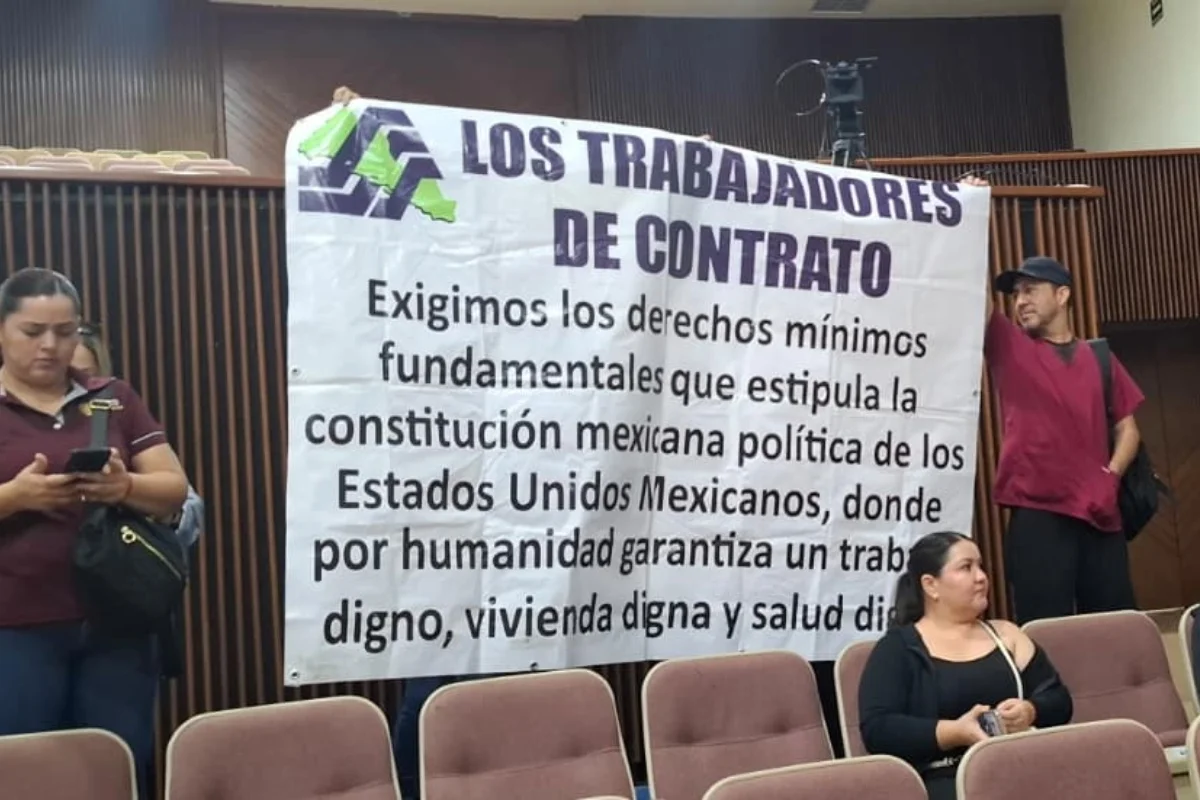 LOS TRABAJADORES
DE CONTRATO
Exigimos los derechos mínimos
fundamentales que estipula la
constitución mexicana política de los
Estados Unidos Mexicanos, donde
por humanidad garantiza un
digno, vivienda digna y salud